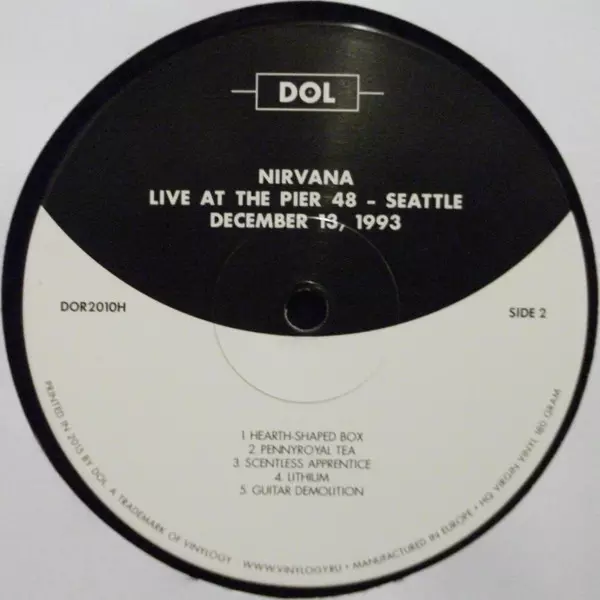 DOL
NIRVANA
LIVE AT THE PIER 48 – SEATTLE
DECEMBER 13, 1993
DOR2010H
SIDE 2
1 HEARTH-SHAPED BOX
2. PENNYROYAL TEA
3. SCENTLESS APPRENTICE
4. LITHIUM
5. GUITAR DEMOLITION
PRINTED IN 2015 BY DOL. A TRADEMARK OF VINYLOGY WWW.VINYLOGY.RU • MANUFACTURED IN EUROPE • HQ VIRGIN VINYL 180 GRAM